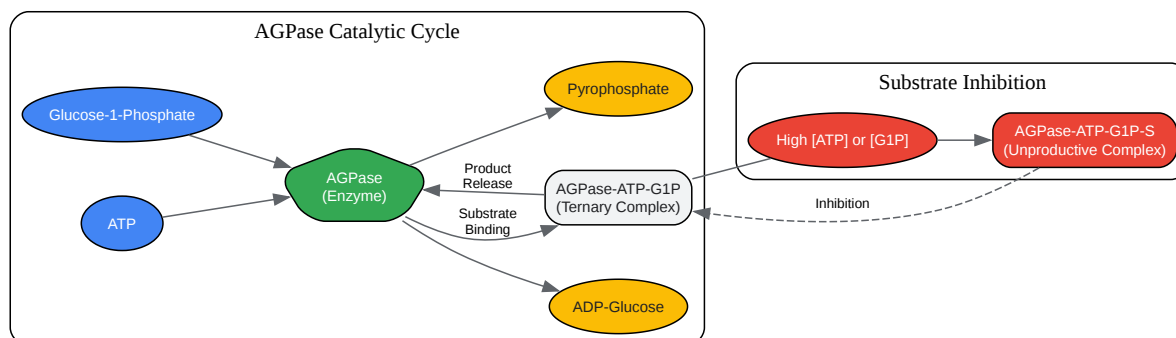 AGPase Catalytic Cycle
Glucose-1-Phosphate
ATP
AGPase
(Enzyme)
Pyrophosphate
Product
Release
Substrate
Binding
AGPase-ATP-G1P
(Ternary Complex)
ADP-Glucose
Substrate Inhibition
High [ATP] or [G1P]
AGPase-ATP-G1P-S
(Unproductive Complex)
Inhibition